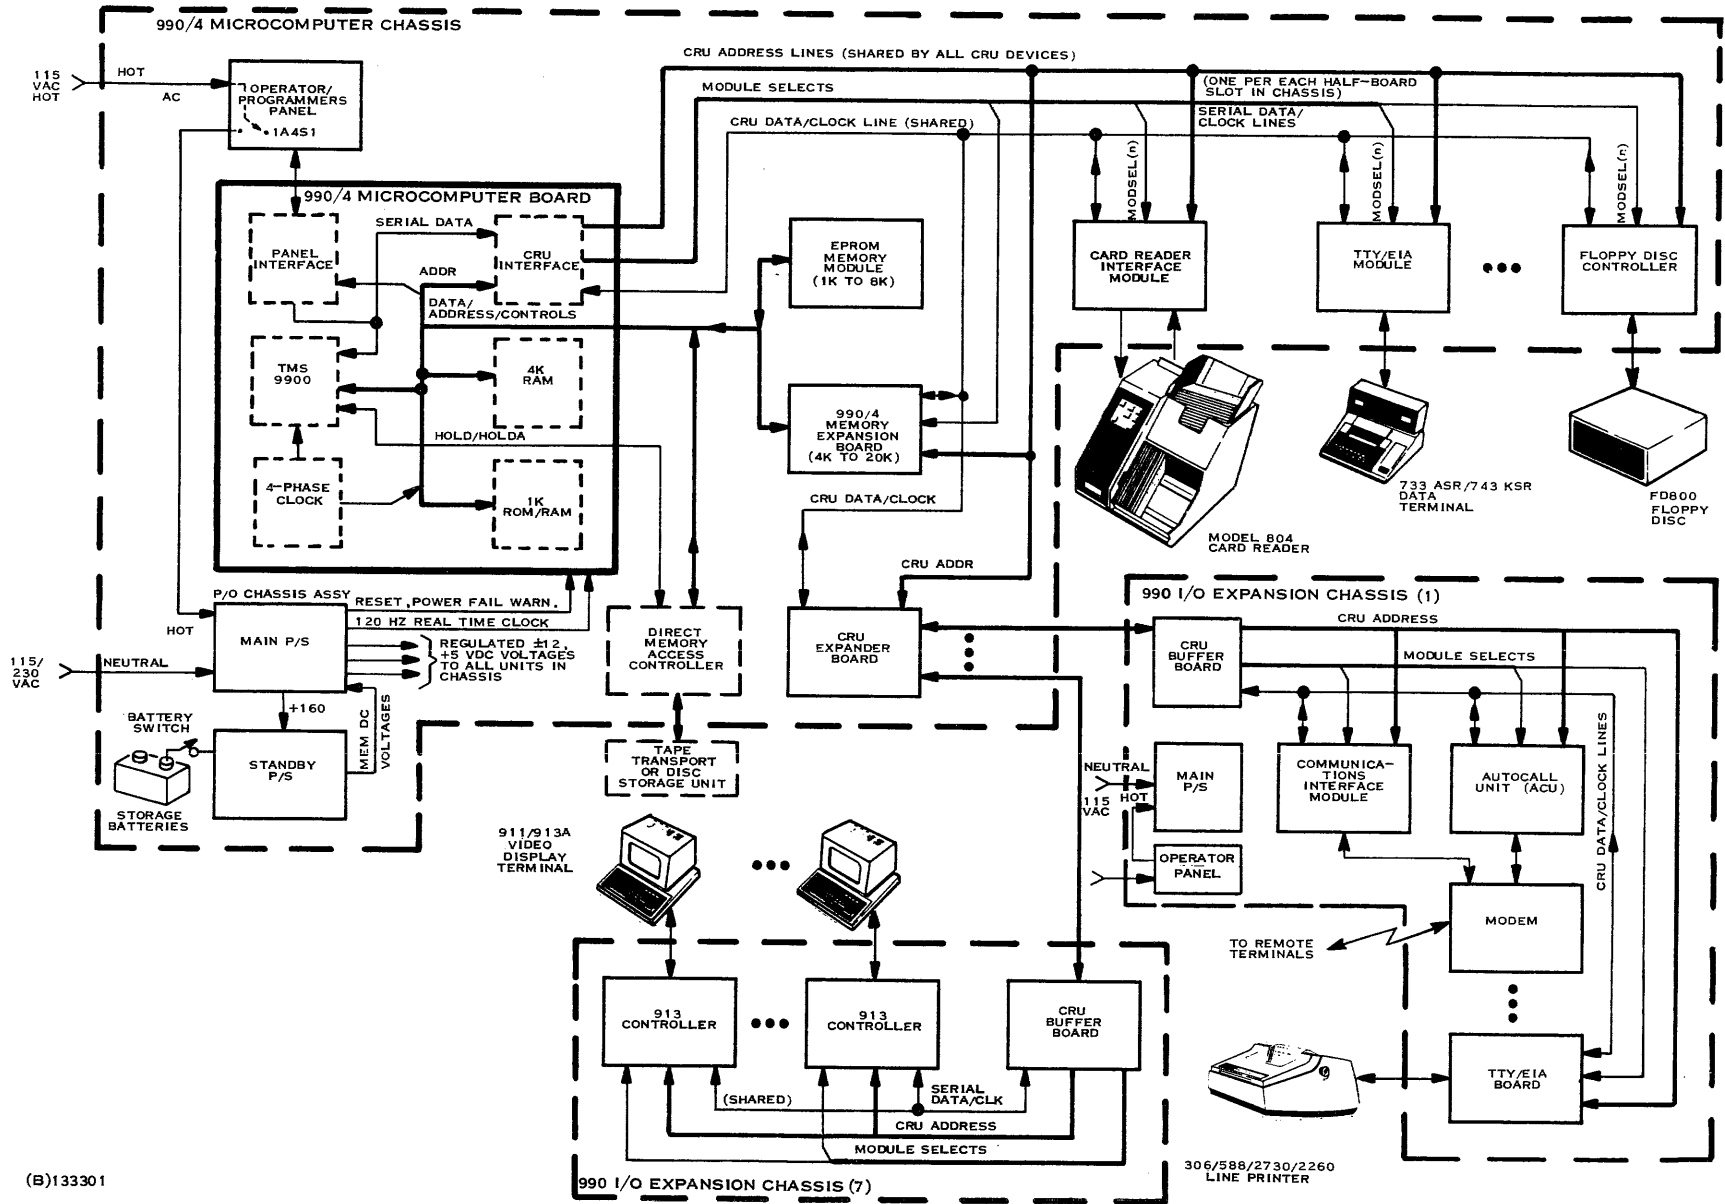 990/4 MICROCOMPUTER CHASSIS
115
VAC
HOT
HOT
AC
OPERATOR/
PROGRAMMERS
PANEL
1A4S1
CRU ADDRESS LINES (SHARED BY ALL CRU DEVICES)
MODULE SELECTS
(ONE PER EACH HALF-BOARD
SLOT IN CHASSIS)
SERIAL DATA/
CLOCK LINES
CRU DATA/CLOCK LINE (SHARED)
MODSEL(n)
MODSEL(n)
MODSEL(n)
990/4 MICROCOMPUTER BOARD
SERIAL DATA
PANEL
INTERFACE
CRU
INTERFACE
ADDR
DATA/
ADDRESS/CONTROLS
TMS
9900
4K
RAM
HOLD/HOLDA
4-PHASE
CLOCK
1K
ROM/RAM
EPROM
MEMORY
MODULE
(1K TO 8K)
990/4
MEMORY
EXPANSION
BOARD
(4K TO 20K)
CARD READER
INTERFACE
MODULE
TTY/EIA
MODULE
FLOPPY DISC
CONTROLLER
MODEL 804
CARD READER
733 ASR/743 KSR
DATA
TERMINAL
FD800
FLOPPY
DISC
CRU DATA/CLOCK
CRU ADDR
P/O CHASSIS ASSY
RESET, POWER FAIL WARN.
120 HZ REAL TIME CLOCK
HOT
MAIN P/S
REGULATED ±12,
+5 VDC VOLTAGES
TO ALL UNITS IN
CHASSIS
115/
230
VAC
NEUTRAL
+160
MEM DC
VOLTAGES
BATTERY
SWITCH
STANDBY
P/S
STORAGE
BATTERIES
DIRECT
MEMORY
ACCESS
CONTROLLER
TAPE
TRANSPORT
OR DISC
STORAGE UNIT
CRU
EXPANDER
BOARD
990 I/O EXPANSION CHASSIS (1)
CRU
BUFFER
BOARD
CRU ADDRESS
MODULE SELECTS
NEUTRAL
HOT
115
VAC
MAIN
P/S
OPERATOR
PANEL
COMMUNICA-
TIONS
INTERFACE
MODULE
AUTOCALL
UNIT (ACU)
CRU DATA/CLOCK LINES
MODEM
TO REMOTE
TERMINALS
TTY/EIA
BOARD
306/588/2730/2260
LINE PRINTER
911/913A
VIDEO
DISPLAY
TERMINAL
913
CONTROLLER
913
CONTROLLER
CRU
BUFFER
BOARD
(SHARED)
SERIAL
DATA/CLK
CRU ADDRESS
MODULE SELECTS
990 I/O EXPANSION CHASSIS (7)
(B)133301